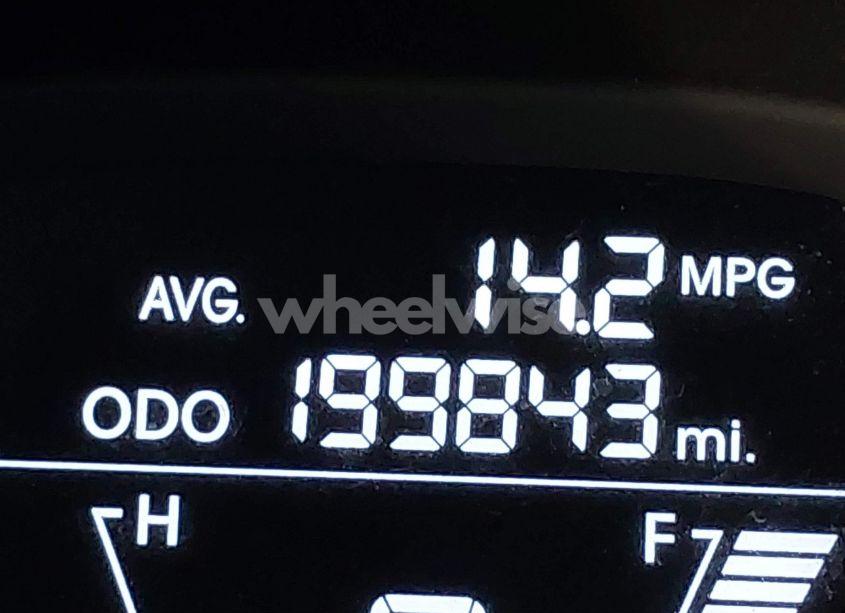 AVG. 14.2 MPG
wheelwise
ODO 199843 mi.
H F